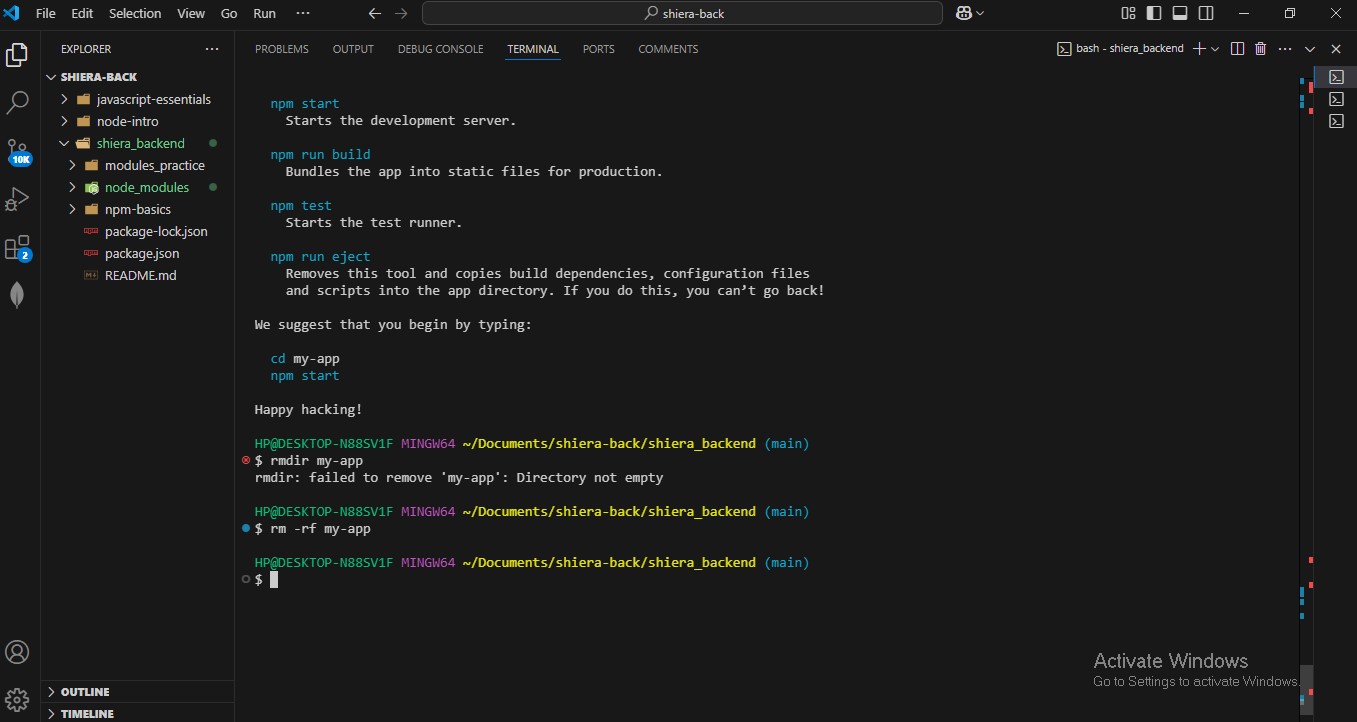 File Edit Selection View Go Run ··· shiera-back
EXPLORER ···
SHIERA-BACK
javascript-essentials
node-intro
shiera_backend
modules_practice
node_modules
npm-basics
package-lock.json
package.json
README.md
OUTLINE
TIMELINE
10K
2
PROBLEMS OUTPUT DEBUG CONSOLE TERMINAL PORTS COMMENTS bash - shiera_backend ···
npm start
Starts the development server.
npm run build
Bundles the app into static files for production.
npm test
Starts the test runner.
npm run eject
Removes this tool and copies build dependencies, configuration files
and scripts into the app directory. If you do this, you can’t go back!
We suggest that you begin by typing:
cd my-app
npm start
Happy hacking!
HP@DESKTOP-N88SV1F MINGW64 ~/Documents/shiera-back/shiera_backend (main)
$ rmdir my-app
rmdir: failed to remove 'my-app': Directory not empty
HP@DESKTOP-N88SV1F MINGW64 ~/Documents/shiera-back/shiera_backend (main)
$ rm -rf my-app
HP@DESKTOP-N88SV1F MINGW64 ~/Documents/shiera-back/shiera_backend (main)
$
Activate Windows
Go to Settings to activate Windows.